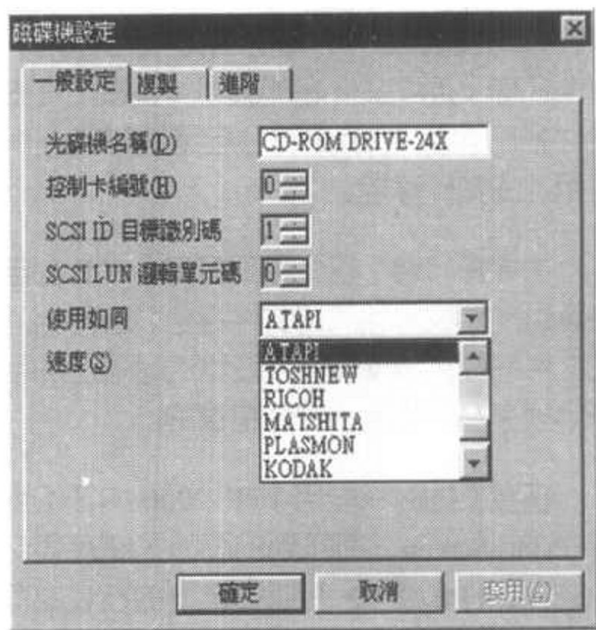 磁碟機設定
一般設定 複製 進階
光碟機名稱(D) CD-ROM DRIVE-24X
控制卡編號(H) 0
SCSI ID 目標識別碼 1
SCSI LUN 邏輯單元碼 0
使用如同 ATAPI
速度(S) ATAPI
TOSHNEW
RICOH
MATSHITA
PLASMON
KODAK
確定 取消 套用(A)